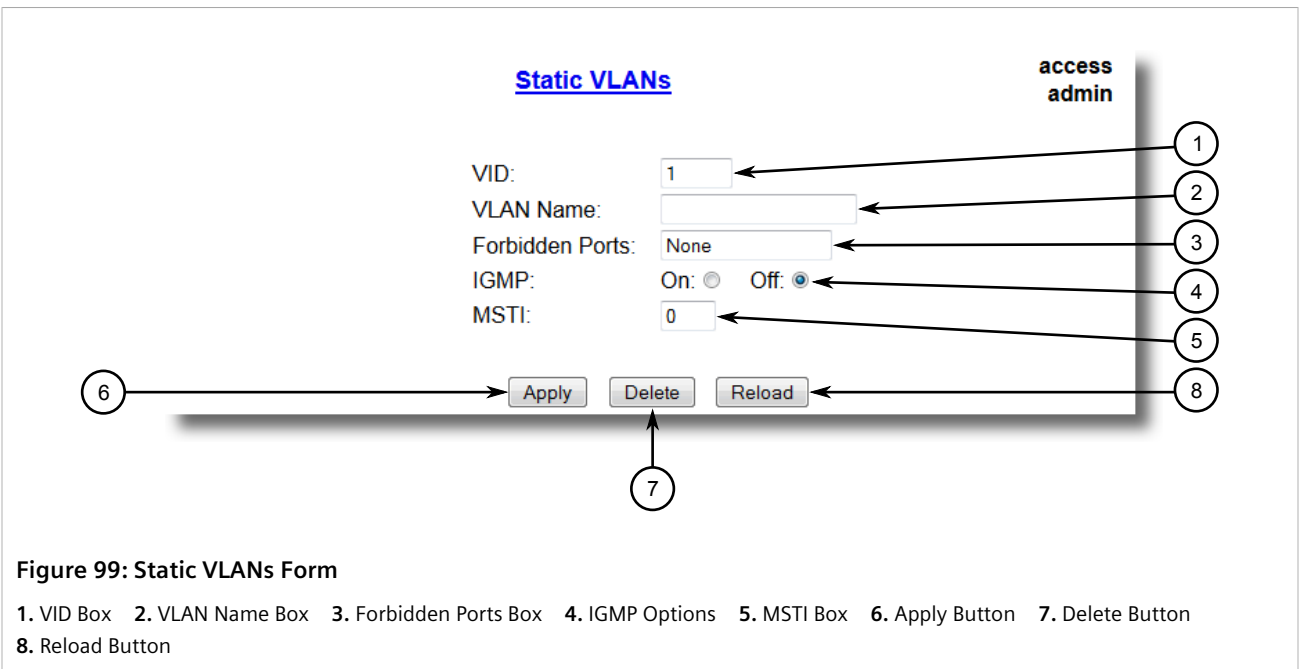 Static VLANs
access
admin
VID: 1
VLAN Name:
Forbidden Ports: None
IGMP: On: Off:
MSTI: 0
Apply Delete Reload
1
2
3
4
5
6
7
8
Figure 99: Static VLANs Form
1. VID Box 2. VLAN Name Box 3. Forbidden Ports Box 4. IGMP Options 5. MSTI Box 6. Apply Button 7. Delete Button
8. Reload Button